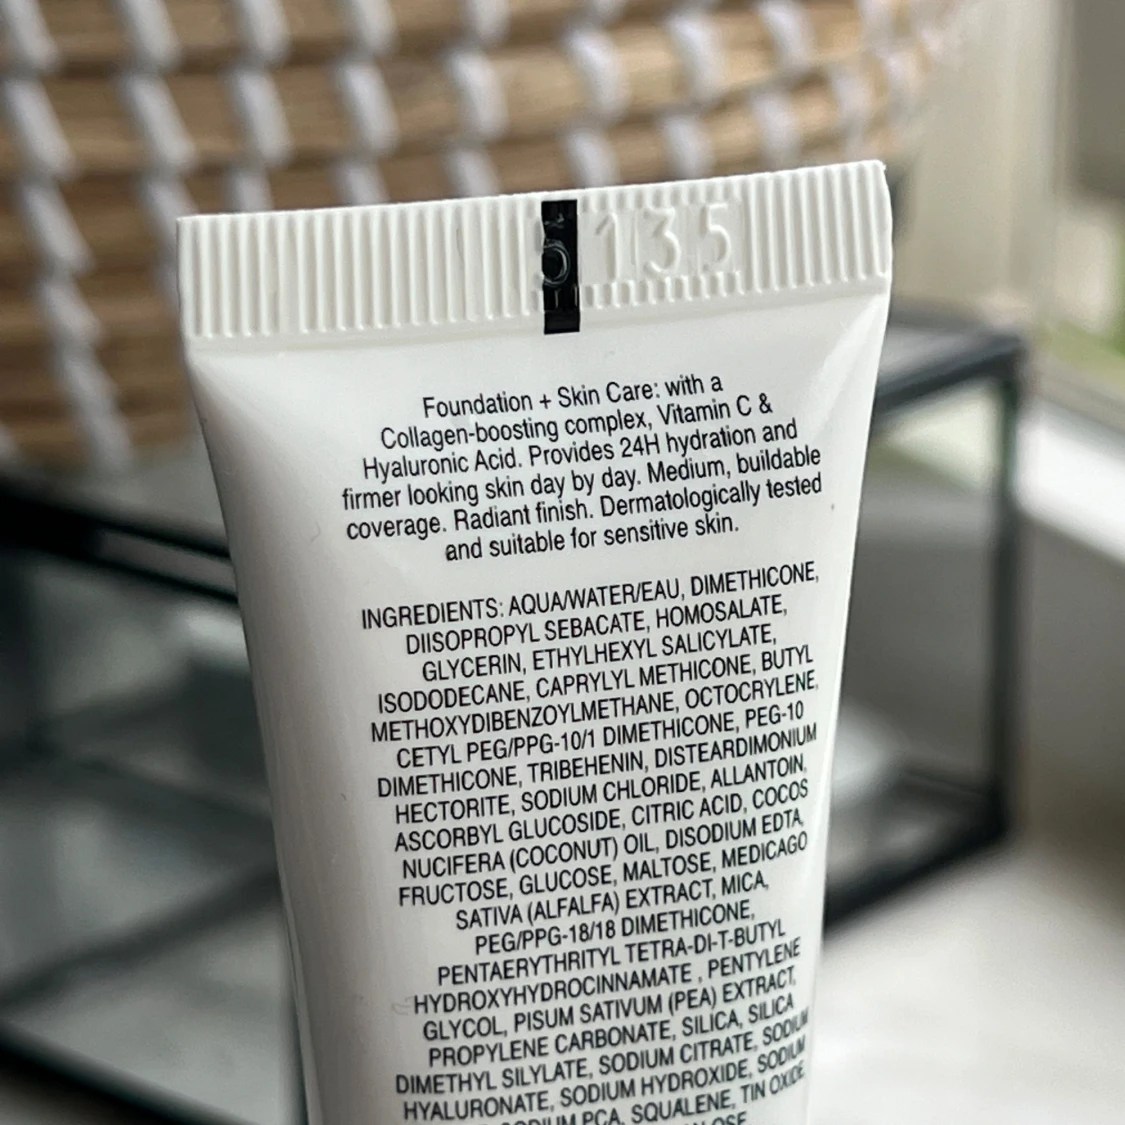 5135
Foundation + Skin Care: with a
Collagen-boosting complex, Vitamin C &
Hyaluronic Acid. Provides 24H hydration and
firmer looking skin day by day. Medium, buildable
coverage. Radiant finish. Dermatologically tested
and suitable for sensitive skin.
INGREDIENTS: AQUA/WATER/EAU, DIMETHICONE,
DIISOPROPYL SEBACATE, HOMOSALATE,
GLYCERIN, ETHYLHEXYL SALICYLATE,
ISODODECANE, CAPRYLYL METHICONE, BUTYL
METHOXYDIBENZOYLMETHANE, OCTOCRYLENE,
CETYL PEG/PPG-10/1 DIMETHICONE, PEG-10
DIMETHICONE, TRIBEHENIN, DISTEARDIMONIUM
HECTORITE, SODIUM CHLORIDE, ALLANTOIN,
ASCORBYL GLUCOSIDE, CITRIC ACID, COCOS
NUCIFERA (COCONUT) OIL, DISODIUM EDTA,
FRUCTOSE, GLUCOSE, MALTOSE, MEDICAGO
SATIVA (ALFALFA) EXTRACT, MICA,
PEG/PPG-18/18 DIMETHICONE,
PENTAERYTHRITYL TETRA-DI-T-BUTYL
HYDROXYHYDROCINNAMATE , PENTYLENE
GLYCOL, PISUM SATIVUM (PEA) EXTRACT,
PROPYLENE CARBONATE, SILICA, SILICA
DIMETHYL SILYLATE, SODIUM CITRATE, SODIUM
HYALURONATE, SODIUM HYDROXIDE, SODIUM
SODIUM PCA, SQUALENE, TIN OXIDE,